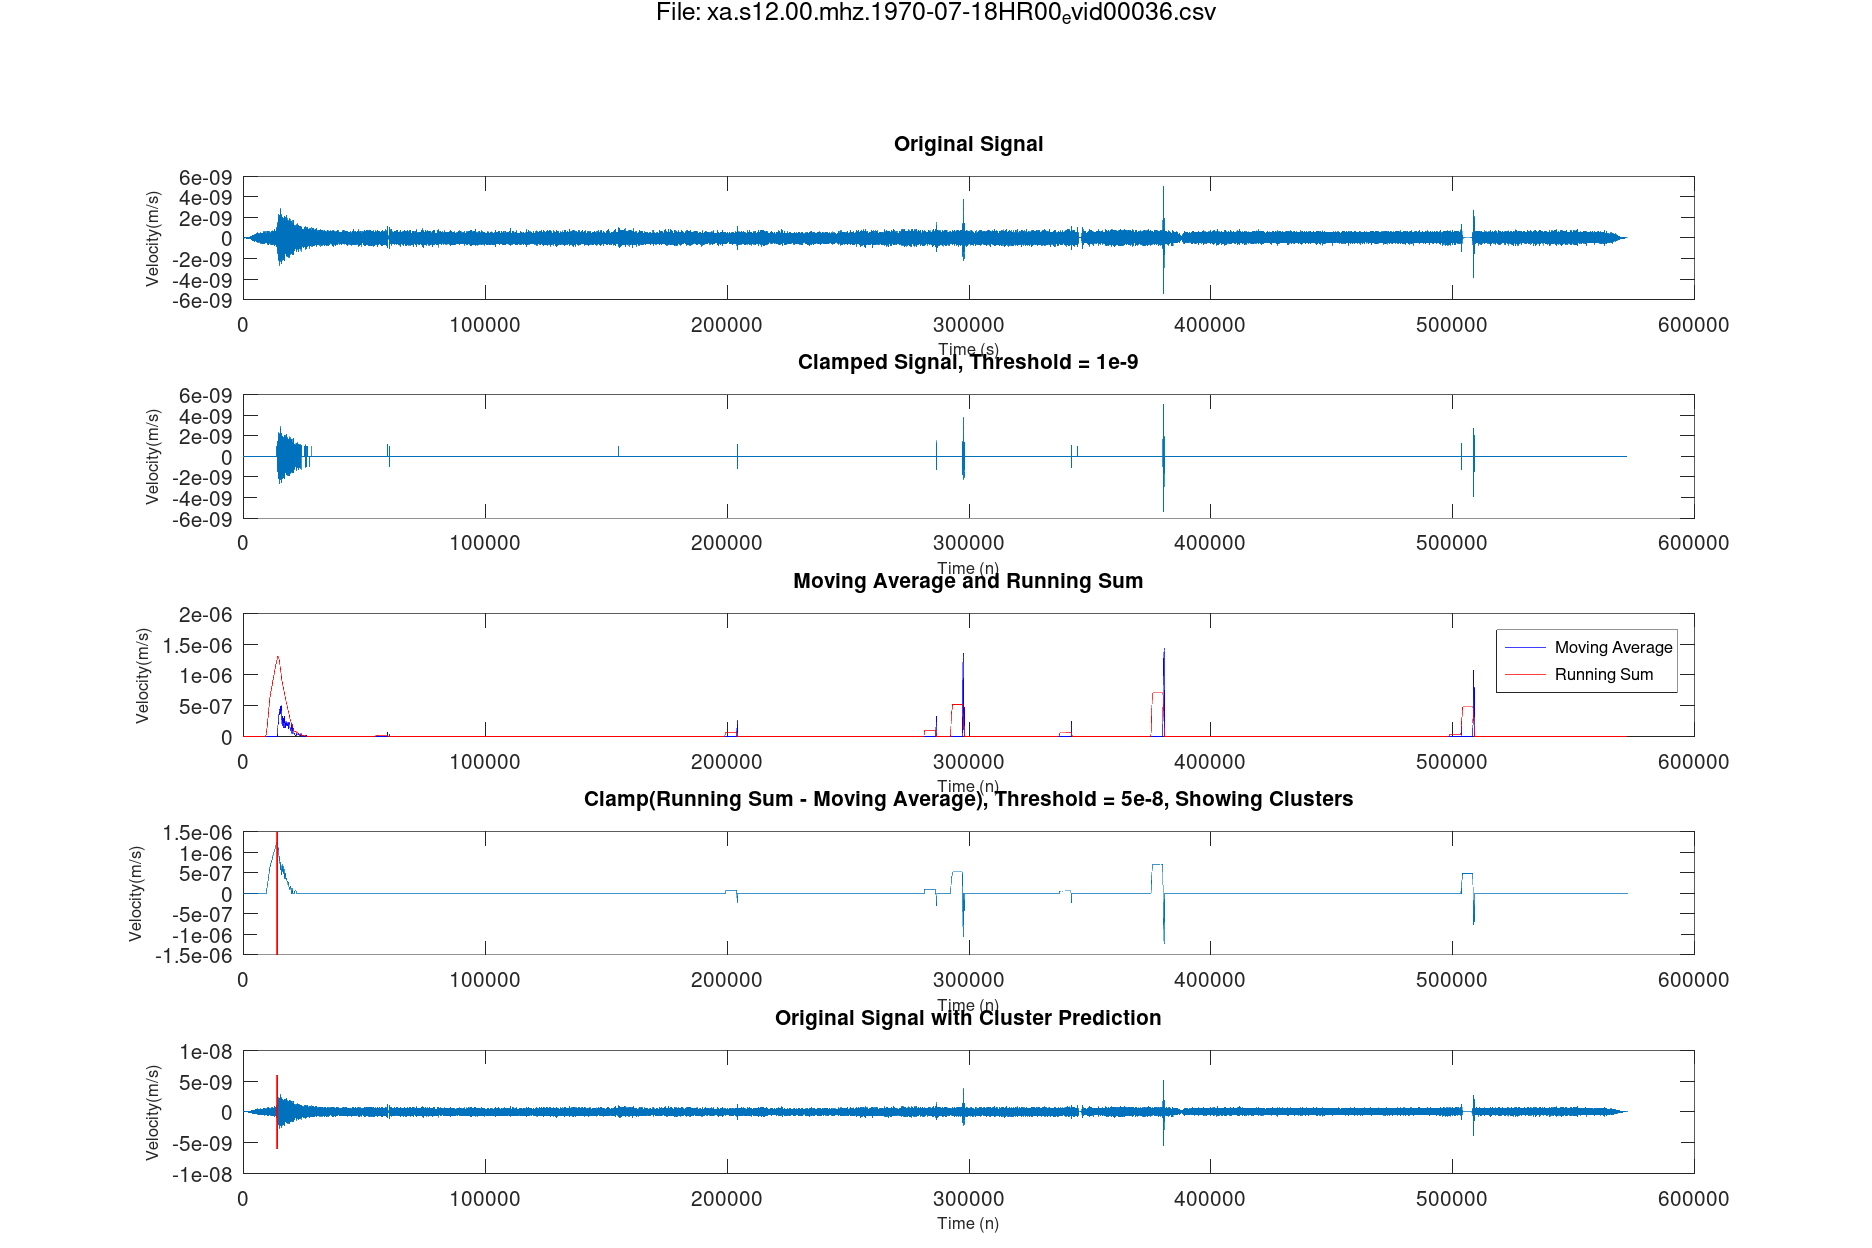 File: xa.s12.00.mhz.1970-07-18HR00evid00036.csv
Original Signal
Velocity(m/s)
6e-09
4e-09
2e-09
0
-2e-09
-4e-09
-6e-09
0 100000 200000 300000 400000 500000 600000
Time (s)
Clamped Signal, Threshold = 1e-9
Velocity(m/s)
6e-09
4e-09
2e-09
0
-2e-09
-4e-09
-6e-09
0 100000 200000 300000 400000 500000 600000
Time (n)
Moving Average and Running Sum
Velocity(m/s)
2e-06
1.5e-06
1e-06
5e-07
0
Moving Average
Running Sum
0 100000 200000 300000 400000 500000 600000
Time (n)
Clamp(Running Sum - Moving Average), Threshold = 5e-8, Showing Clusters
Velocity(m/s)
1.5e-06
1e-06
5e-07
0
-5e-07
-1e-06
-1.5e-06
0 100000 200000 300000 400000 500000 600000
Time (n)
Original Signal with Cluster Prediction
Velocity(m/s)
1e-08
5e-09
0
-5e-09
-1e-08
0 100000 200000 300000 400000 500000 600000
Time (n)